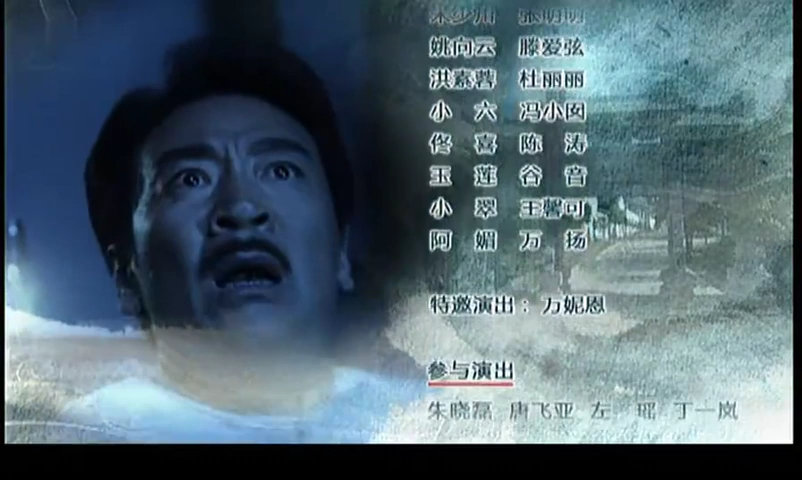 姚向云 滕爱弦
洪素蓉 杜丽丽
小六 冯小囡
佟喜 陈涛
玉莲 谷音
小翠 王馨可
阿媚 万扬
特邀演出：万妮恩
参与演出
朱晓磊 唐飞亚 左瑶 丁一岚